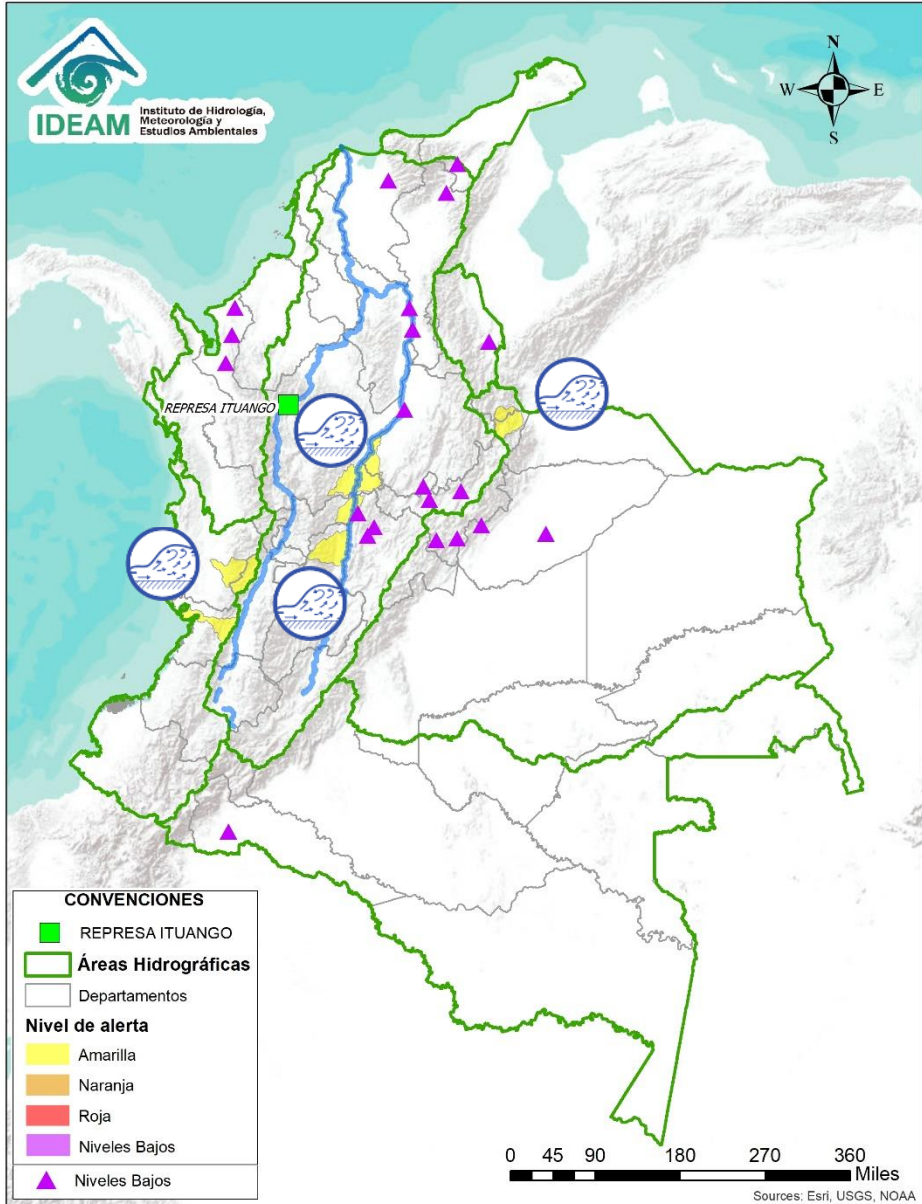 IDEAM
Instituto de Hidrología,
Meteorología y
Estudios Ambientales
N
W
E
S
REPRESA ITUANGO
CONVENCIONES
REPRESA ITUANGO
Áreas Hidrográficas
Departamentos
Nivel de alerta
Amarilla
Naranja
Roja
Niveles Bajos
Niveles Bajos
0 45 90 180 270 360
Miles
Sources: Esri, USGS, NOAA